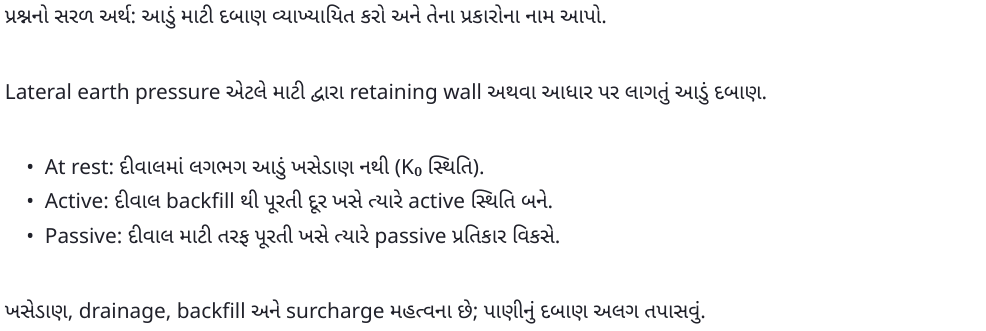 પ્રશ્નનો સરળ અર્થ: આડું માટી દબાણ વ્યાખ્યાયિત કરો અને તેના પ્રકારોના નામ આપો.
Lateral earth pressure એટલે માટી દ્વારા retaining wall અથવા આધાર પર લાગતું આડું દબાણ.
• At rest: દીવાલમાં લગભગ આડું ખસેડાણ નથી (K₀ સ્થિતિ).
• Active: દીવાલ backfill થી પૂરતી દૂર ખસે ત્યારે active સ્થિતિ બને.
• Passive: દીવાલ માટી તરફ પૂરતી ખસે ત્યારે passive પ્રતિકાર વિકસે.
ખસેડાણ, drainage, backfill અને surcharge મહત્વના છે; પાણીનું દબાણ અલગ તપાસવું.